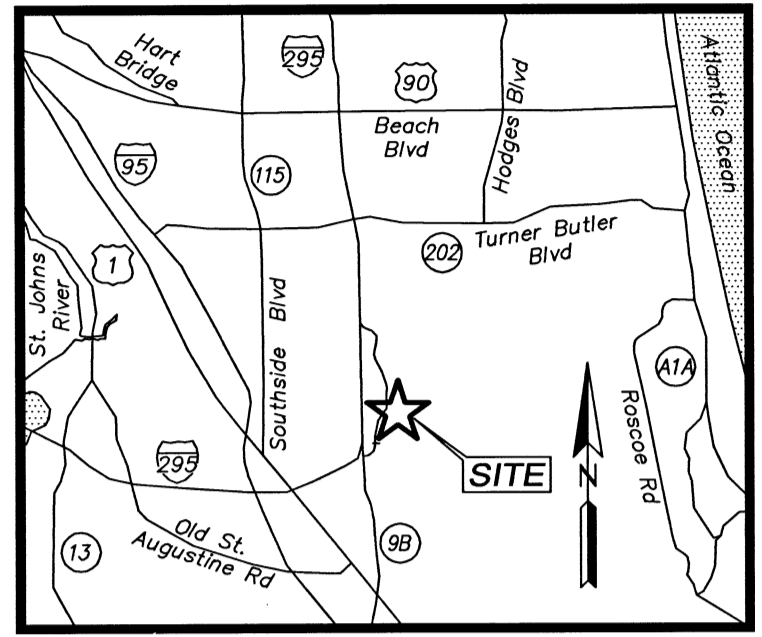 Hart
Bridge
295
90
Hodges Blvd
Atlantic Ocean
Beach
Blvd
95
115
Turner Butler
Blvd
202
1
St. Johns
River
Southside Blvd
A1A
Roscoe Rd
SITE
295
N
13
Old St.
Augustine Rd
9B